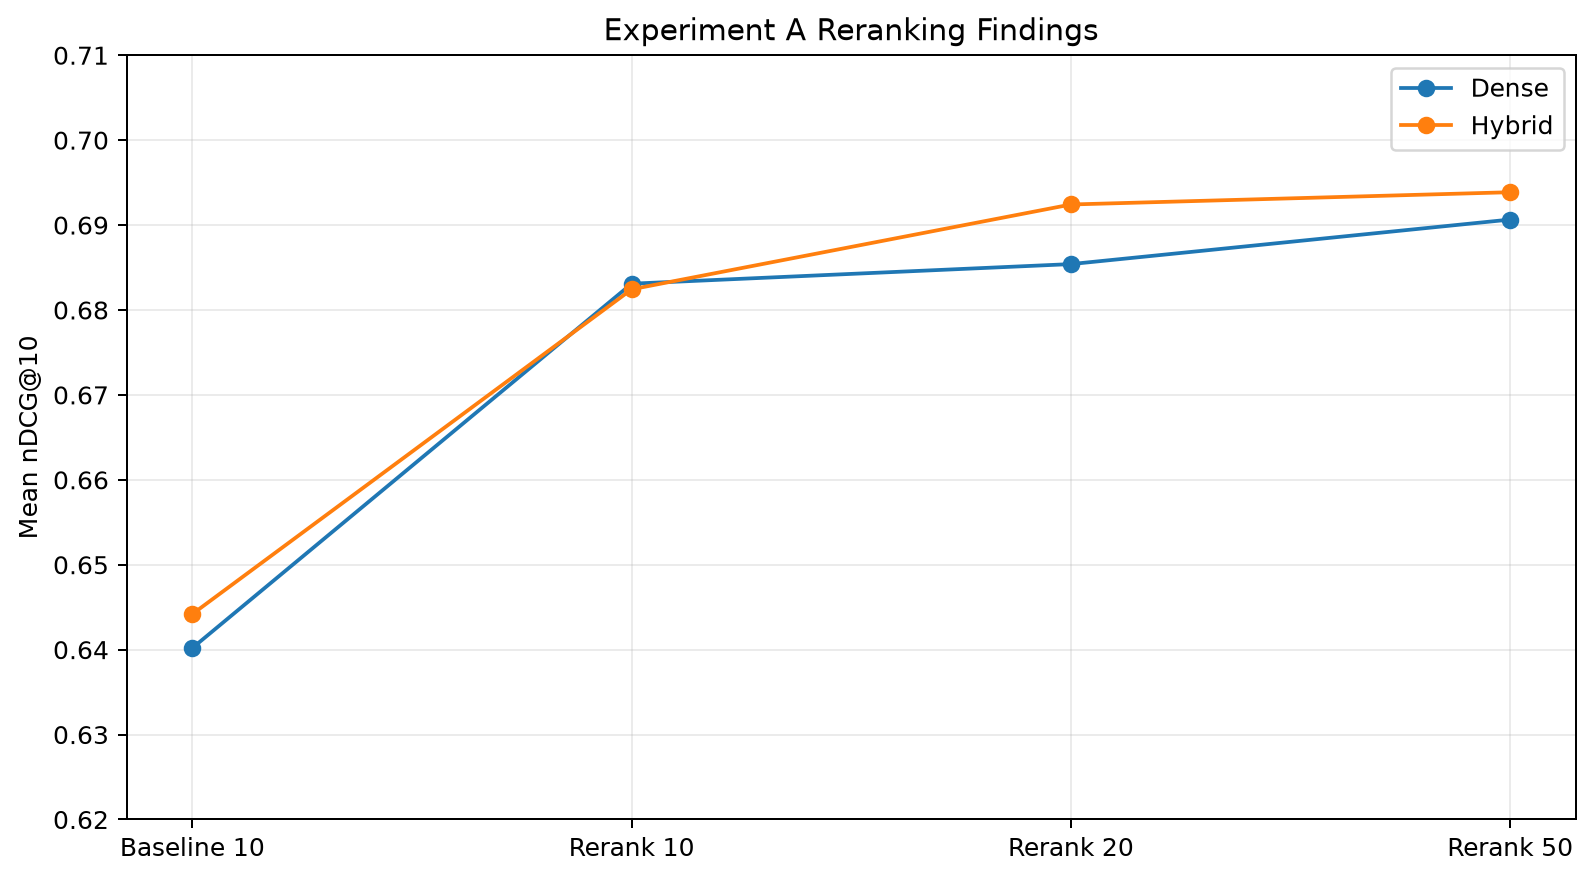 Experiment A Reranking Findings
Dense
Hybrid
Mean nDCG@10
0.71
0.70
0.69
0.68
0.67
0.66
0.65
0.64
0.63
0.62
Baseline 10
Rerank 10
Rerank 20
Rerank 50